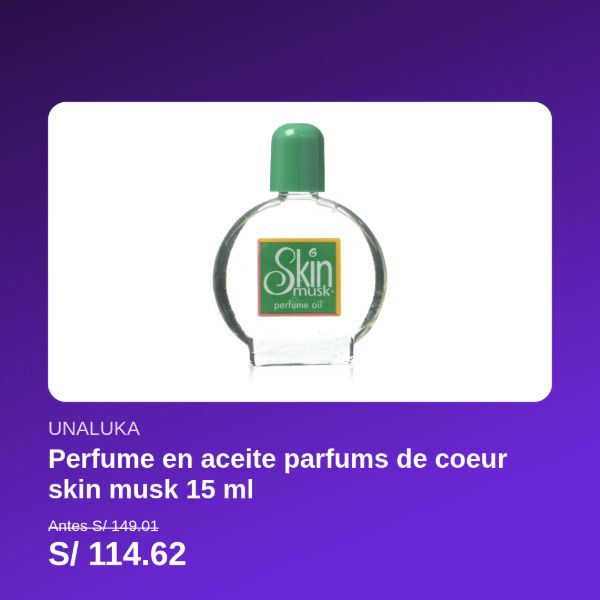 Skin
musk
perfume oil
UNALUKA
Perfume en aceite parfums de coeur
skin musk 15 ml
Antes S/ 149.01
S/ 114.62